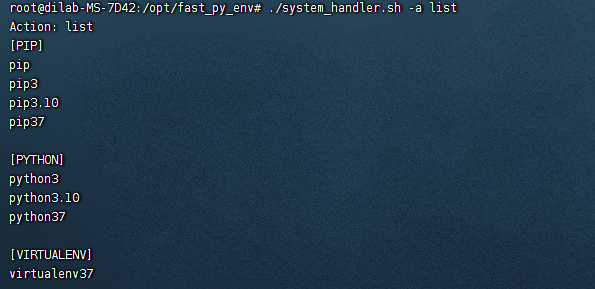 root@dilab-MS-7D42:/opt/fast_py_env# ./system_handler.sh -a list
Action: list
[PIP]
pip
pip3
pip3.10
pip37
[PYTHON]
python3
python3.10
python37
[VIRTUALENV]
virtualenv37